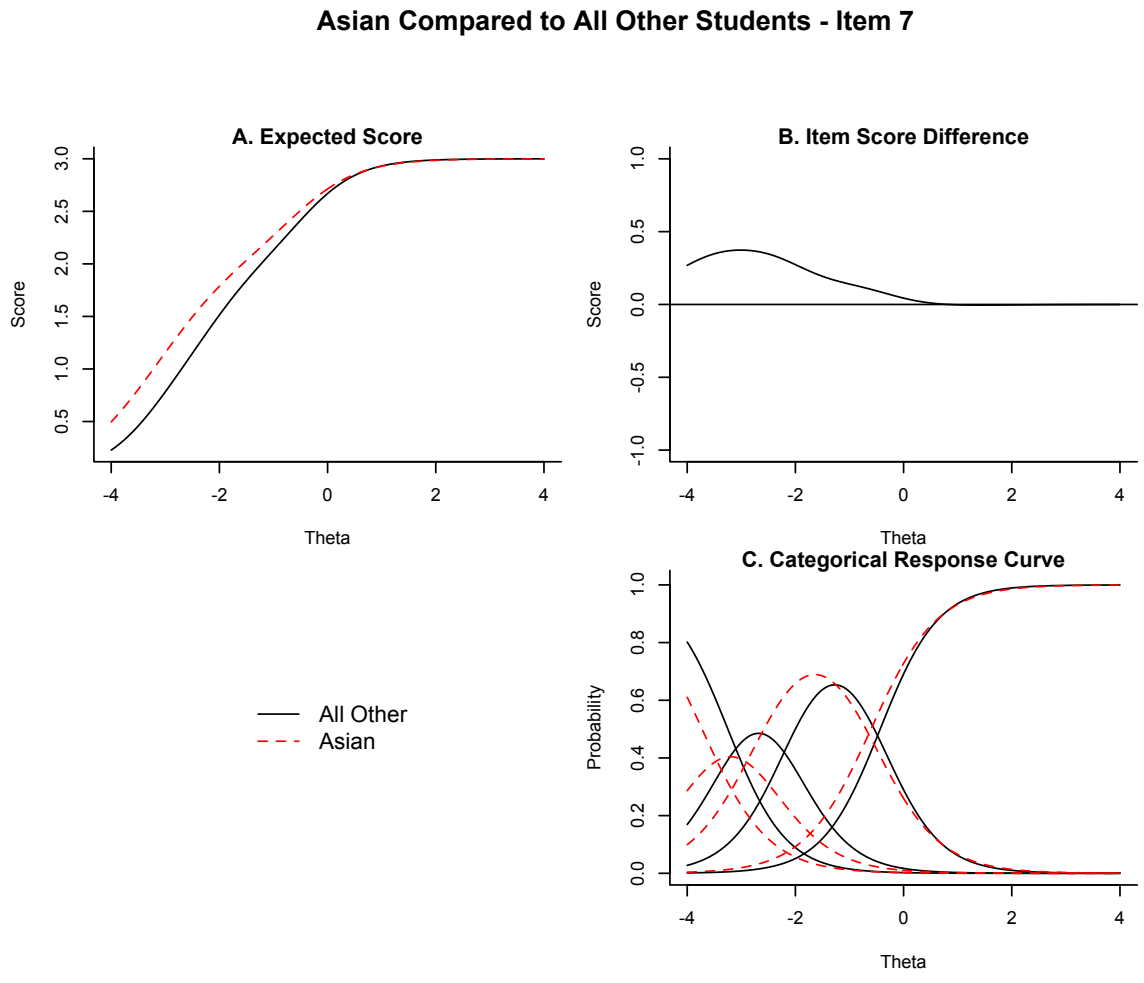 Asian Compared to All Other Students - Item 7
A. Expected Score
3.0
2.5
2.0
1.5
1.0
0.5
Score
-4 -2 0 2 4
Theta
B. Item Score Difference
1.0
0.5
0.0
-0.5
-1.0
Score
-4 -2 0 2 4
Theta
All Other
Asian
C. Categorical Response Curve
1.0
0.8
0.6
0.4
0.2
0.0
Probability
-4 -2 0 2 4
Theta